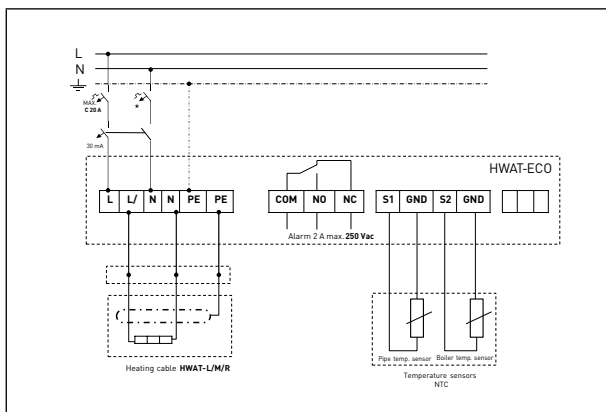 L
N
MAX.
C 20 A
*
30 mA
HWAT-ECO
L L/ N N PE PE
COM NO NC
S1 GND S2 GND
Alarm 2 A max. 250 Vac
Heating cable HWAT-L/M/R
Pipe temp. sensor Boiler temp. sensor
Temperature sensors
NTC